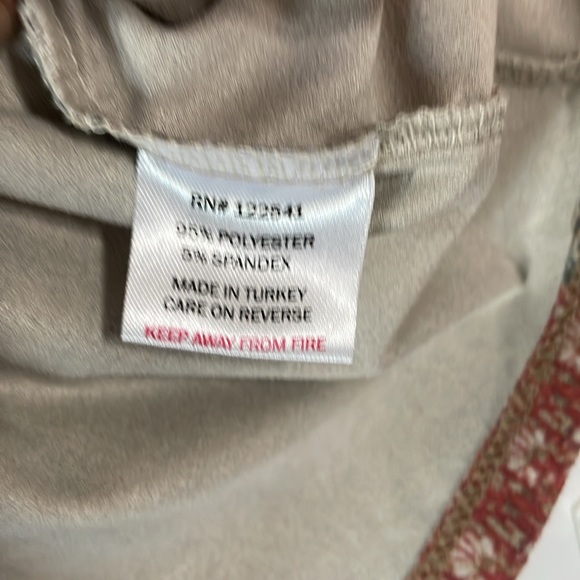 RN# 122541
95% POLYESTER
5% SPANDEX
MADE IN TURKEY
CARE ON REVERSE
KEEP AWAY FROM FIRE